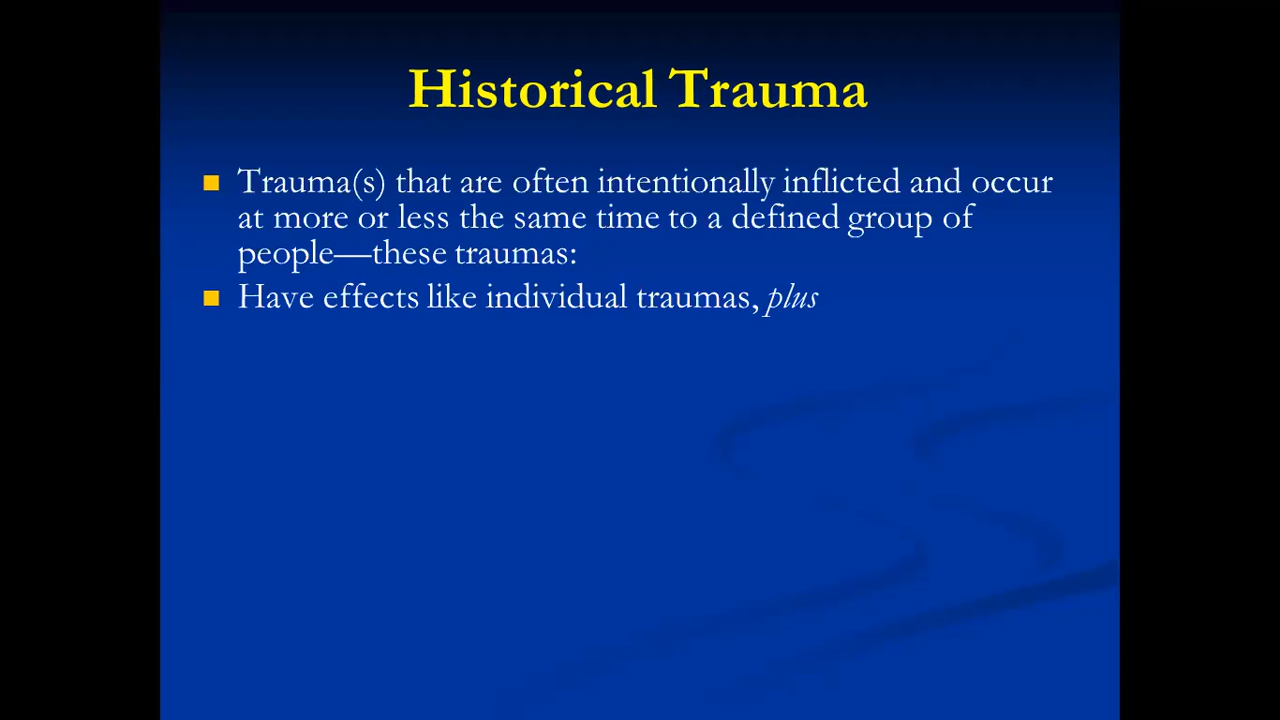 Historical Trauma
Trauma(s) that are often intentionally inflicted and occur
at more or less the same time to a defined group of
people—these traumas:
Have effects like individual traumas, plus